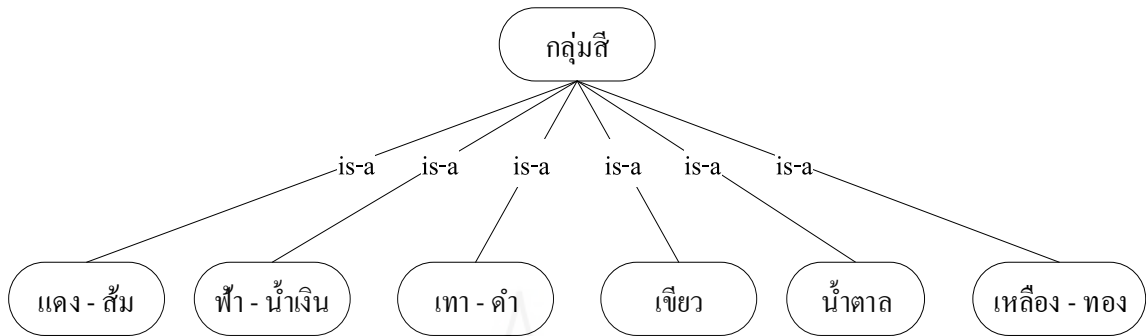 กลุ่มสี
is-a is-a is-a is-a is-a is-a
แดง - ส้ม ฟ้า - น้ำเงิน เทา - ดำ เขียว น้ำตาล เหลือง - ทอง